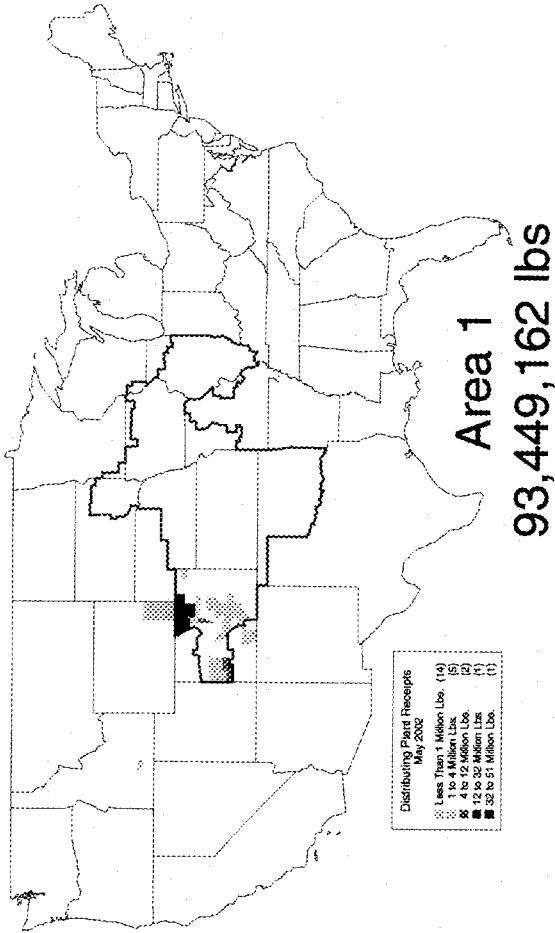 Area 1
93,449,162 lbs
Distributing Plant Receipts
May 2002
Less Than 1 Million Lbs. (14)
1 to 4 Million Lbs. (5)
4 to 12 Million Lbs. (2)
12 to 32 Million Lbs (1)
32 to 51 Million Lbs. (1)